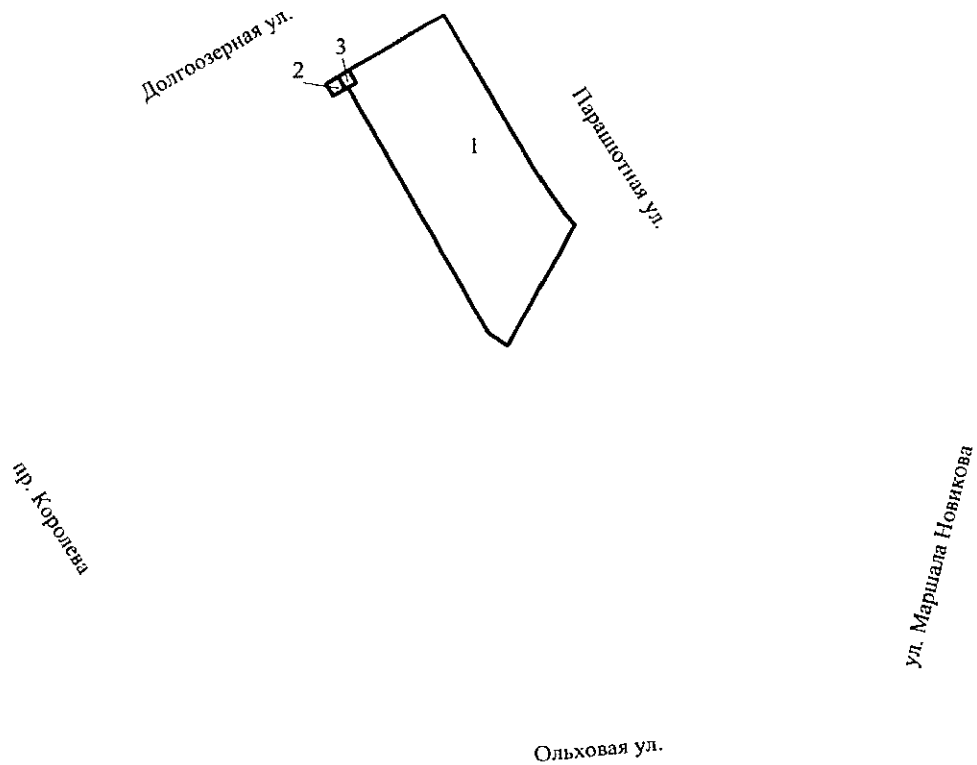 Долгоозерная ул.
3
2
1
Парашютная ул.
пр. Королева
ул. Маршала Новикова
Ольховая ул.